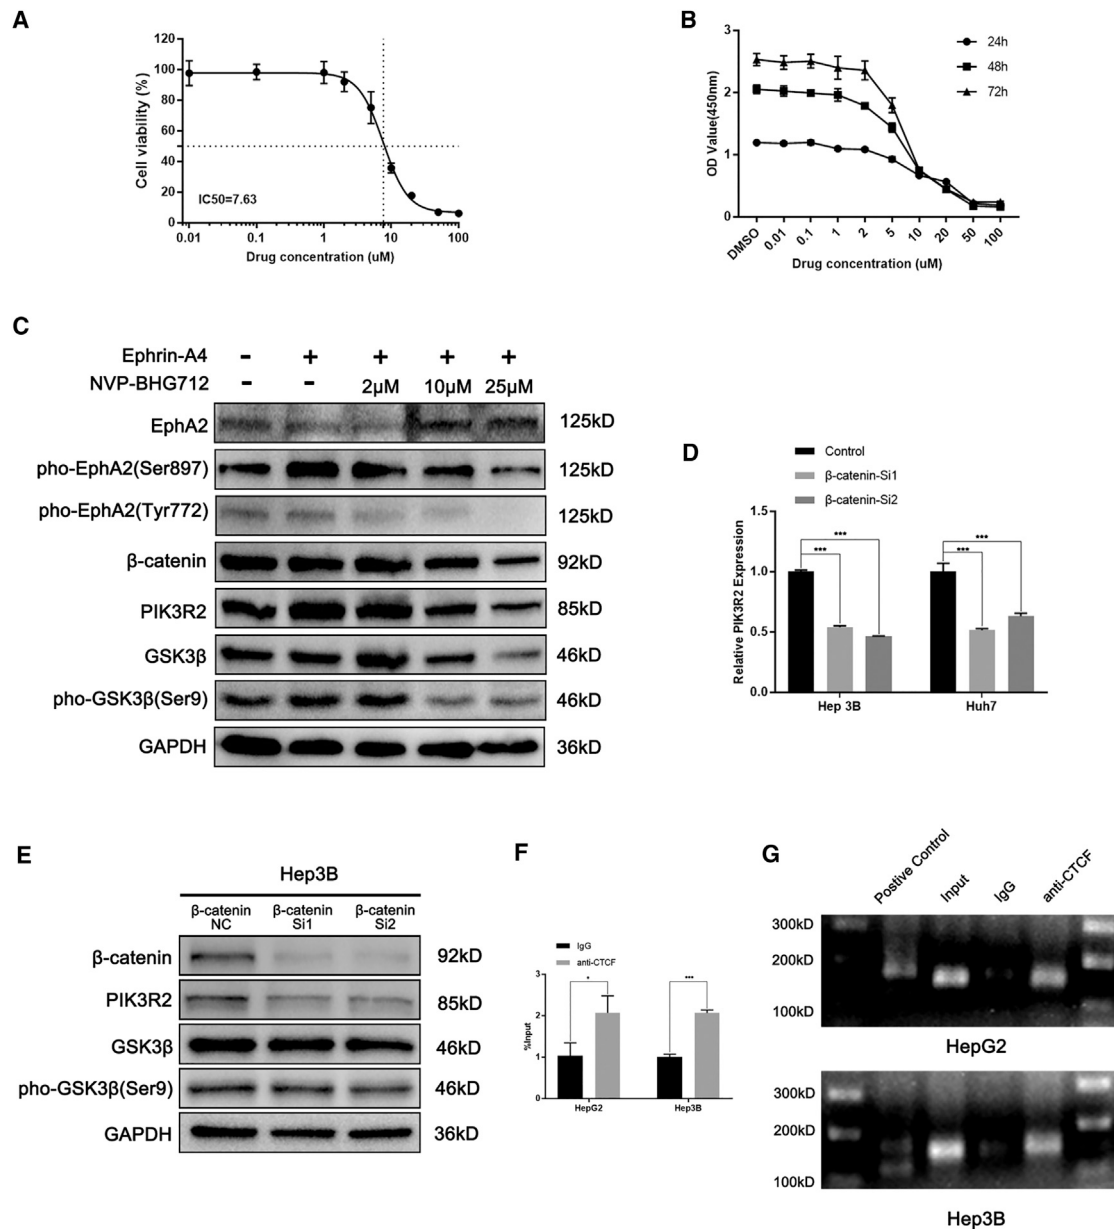 A
120
100
80
60
40
20
0
Cell viability (%)
IC50=7.63
0.01 0.1 1 10 100
Drug concentration (uM)
B
3
2
1
0
OD Value(450nm)
24h
48h
72h
DMSO 0.01 0.1 1 2 5 10 20 50 100
Drug concentration (uM)
C
Ephrin-A4 - + + + +
NVP-BHG712 - - 2μM 10μM 25μM
EphA2 125kD
pho-EphA2(Ser897) 125kD
pho-EphA2(Tyr772) 125kD
β-catenin 92kD
PIK3R2 85kD
GSK3β 46kD
pho-GSK3β(Ser9) 46kD
GAPDH 36kD
D
Control
β-catenin-Si1
β-catenin-Si2
1.5
1.0
0.5
0.0
Relative PIK3R2 Expression
*** *** *** ***
Hep 3B Huh7
E
Hep3B
β-catenin β-catenin β-catenin
NC Si1 Si2
β-catenin 92kD
PIK3R2 85kD
GSK3β 46kD
pho-GSK3β(Ser9) 46kD
GAPDH 36kD
F
IgG
anti-CTCF
3
2
1
0
%Input
* ***
HepG2 Hep3B
G
Postive Control Input IgG anti-CTCF
300kD
200kD
100kD
HepG2
300kD
200kD
100kD
Hep3B